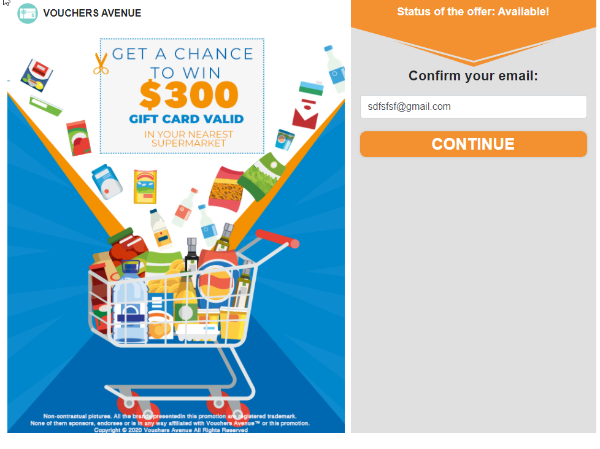 VOUCHERS AVENUE
GET A CHANCE
TO WIN
$300
GIFT CARD VALID
IN YOUR NEAREST
SUPERMARKET
Non-contractual pictures. All the brands presented in this promotion are registered trademark.
None of them sponsors, endorses or is in any way affiliated with Vouchers Avenue™ or this promotion.
Copyright © 2020 Vouchers Avenue All Rights Reserved
Status of the offer: Available!
Confirm your email:
sdfsfsf@gmail.com
CONTINUE